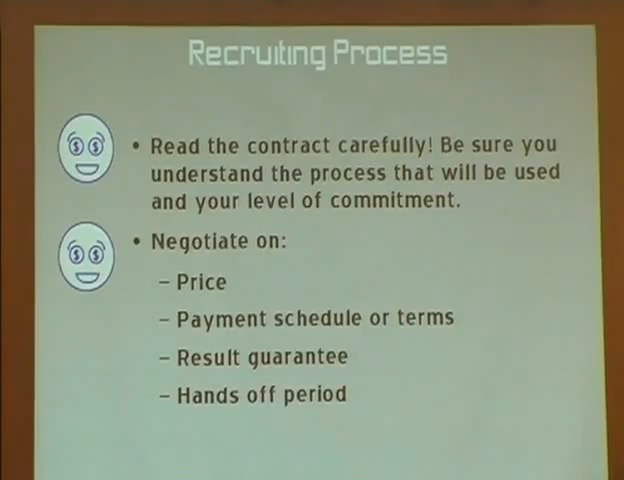 Recruiting Process
• Read the contract carefully! Be sure you
understand the process that will be used
and your level of commitment.
• Negotiate on:
– Price
– Payment schedule or terms
– Result guarantee
– Hands off period